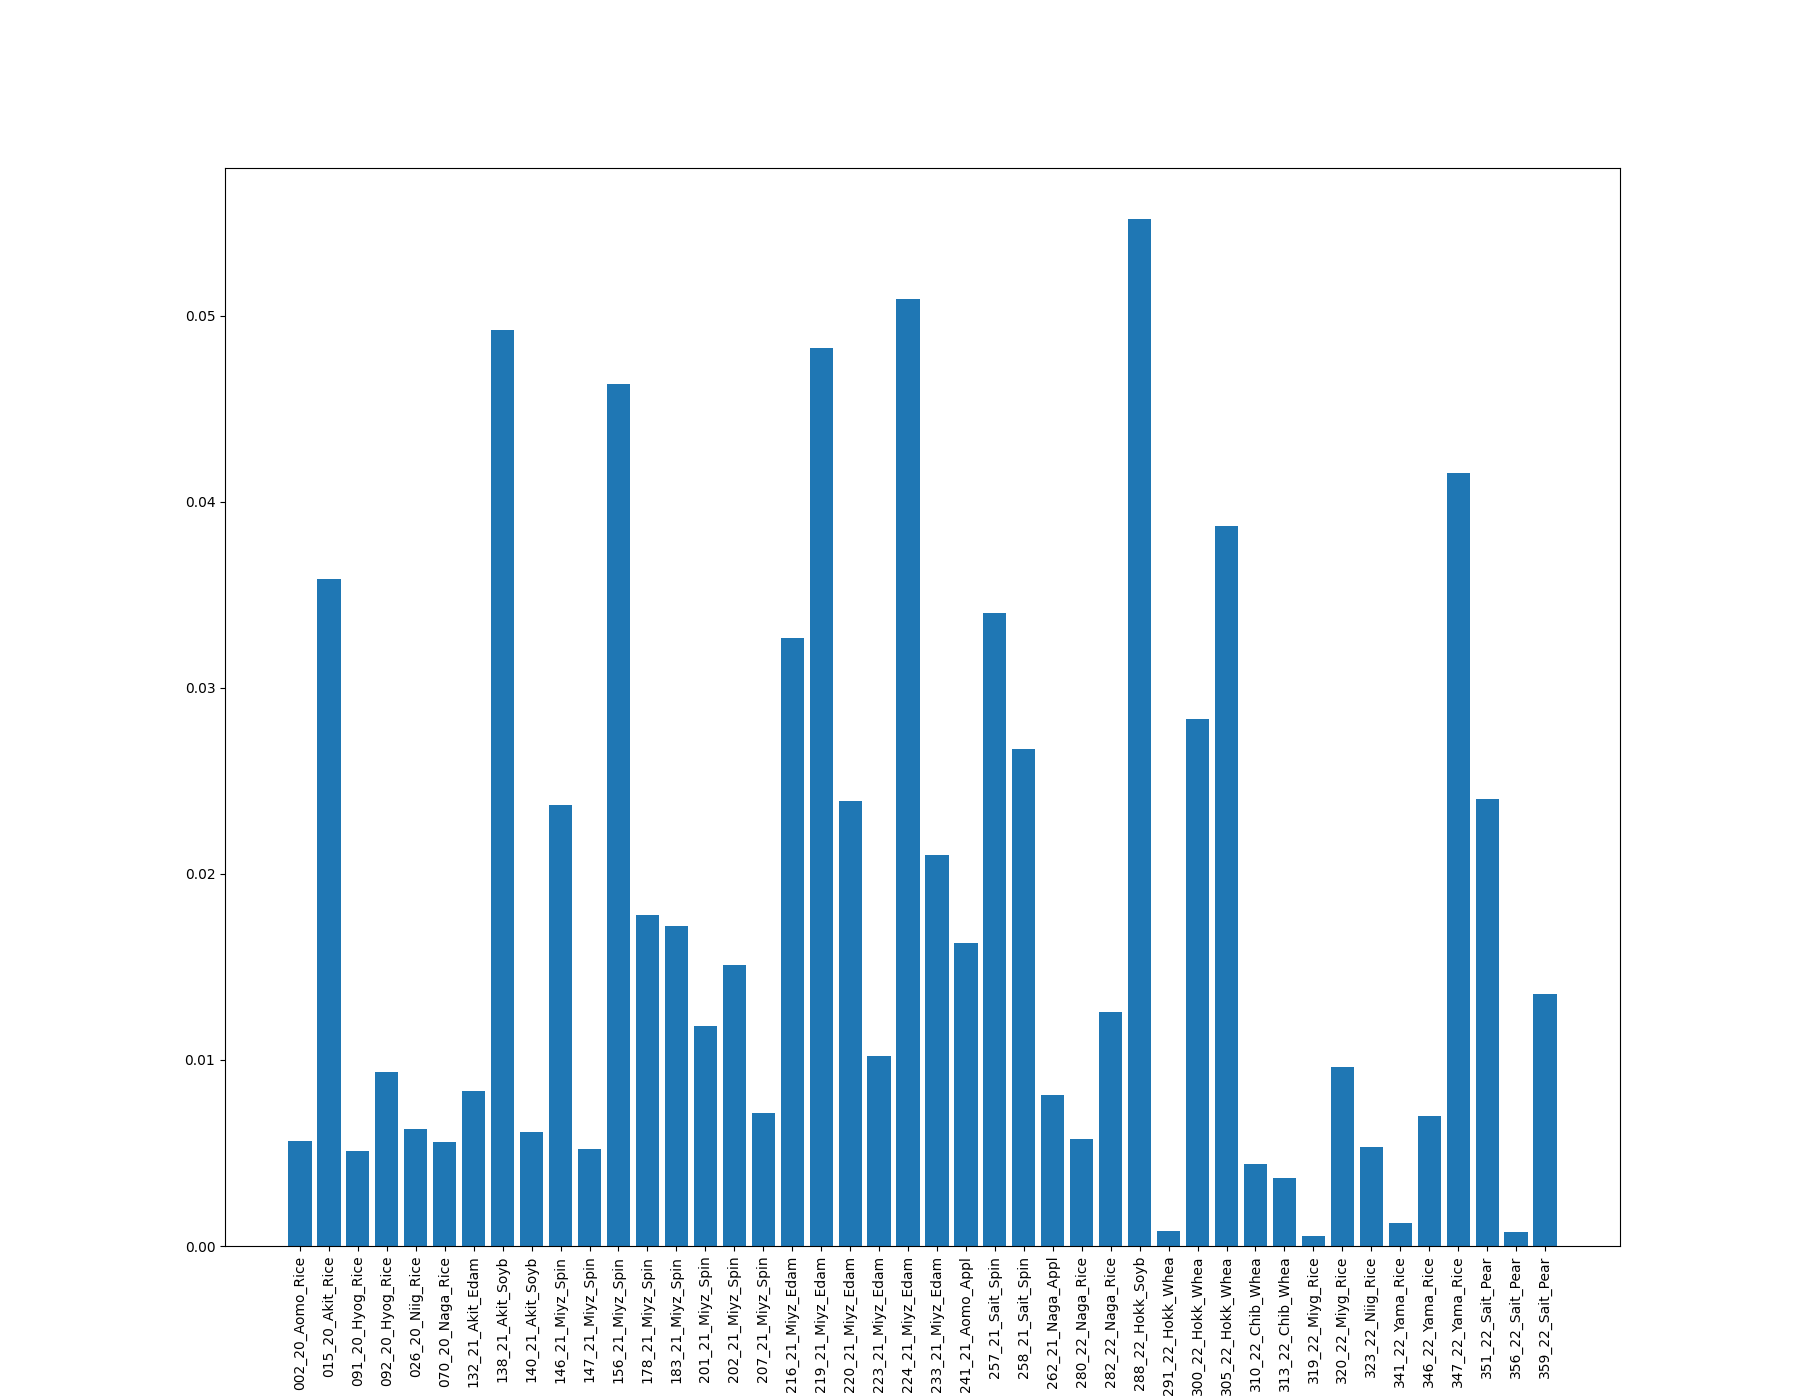 0.05
0.04
0.03
0.02
0.01
0.00
002_20_Aomo_Rice
015_20_Akit_Rice
091_20_Hyog_Rice
092_20_Hyog_Rice
026_20_Niig_Rice
070_20_Naga_Rice
132_21_Akit_Edam
138_21_Akit_Soyb
140_21_Akit_Soyb
146_21_Miyz_Spin
147_21_Miyz_Spin
156_21_Miyz_Spin
178_21_Miyz_Spin
183_21_Miyz_Spin
201_21_Miyz_Spin
202_21_Miyz_Spin
207_21_Miyz_Spin
216_21_Miyz_Edam
219_21_Miyz_Edam
220_21_Miyz_Edam
223_21_Miyz_Edam
224_21_Miyz_Edam
233_21_Miyz_Edam
241_21_Aomo_Appl
257_21_Sait_Spin
258_21_Sait_Spin
262_21_Naga_Appl
280_22_Naga_Rice
282_22_Naga_Rice
288_22_Hokk_Soyb
291_22_Hokk_Whea
300_22_Hokk_Whea
305_22_Hokk_Whea
310_22_Chib_Whea
313_22_Chib_Whea
319_22_Miyg_Rice
320_22_Miyg_Rice
323_22_Niig_Rice
341_22_Yama_Rice
346_22_Yama_Rice
347_22_Yama_Rice
351_22_Sait_Pear
356_22_Sait_Pear
359_22_Sait_Pear